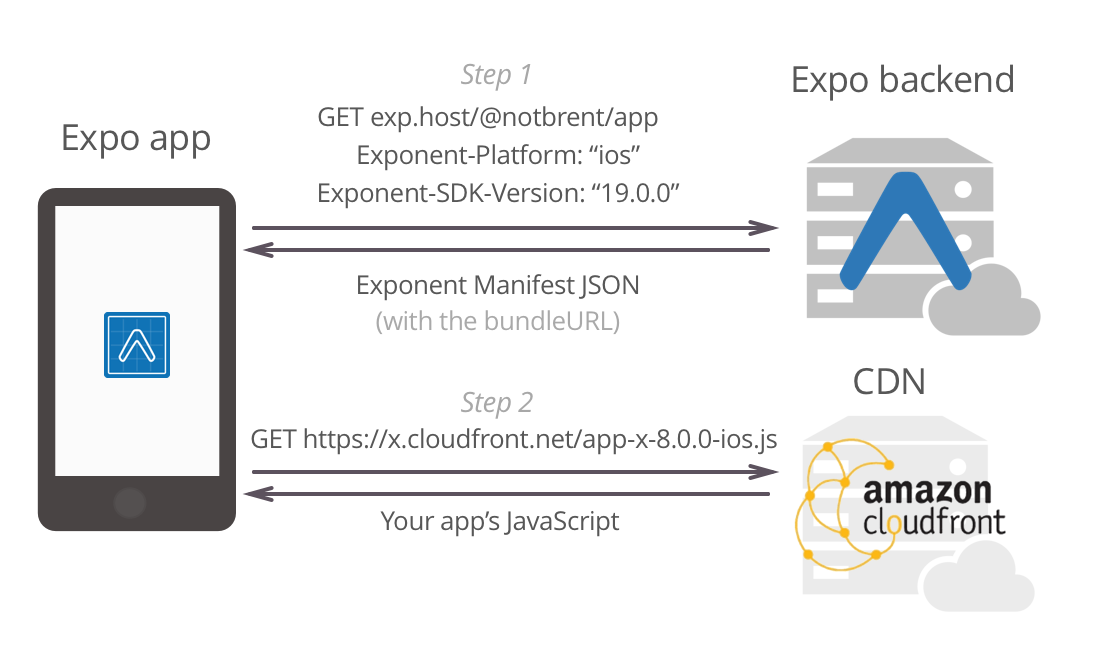 Expo app
Step 1
GET exp.host/@notbrent/app
Exponent-Platform: “ios”
Exponent-SDK-Version: “19.0.0”
Exponent Manifest JSON
(with the bundleURL)
Expo backend
Step 2
GET https://x.cloudfront.net/app-x-8.0.0-ios.js
Your app’s JavaScript
CDN
amazon
cloudfront